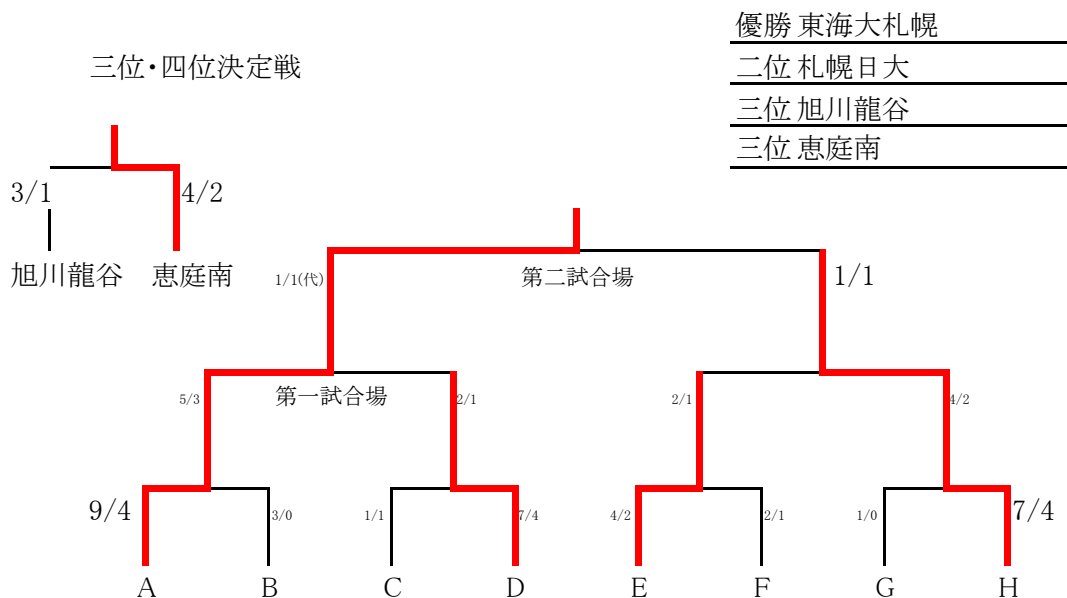 優勝 東海大札幌
二位 札幌日大
三位 旭川龍谷
三位 恵庭南
三位・四位決定戦
3/1
4/2
旭川龍谷 恵庭南
1/1(代)
第二試合場
1/1
5/3
第一試合場
2/1
2/1
4/2
9/4
3/0
1/1
7/4
4/2
2/1
1/0
7/4
A B C D E F G H